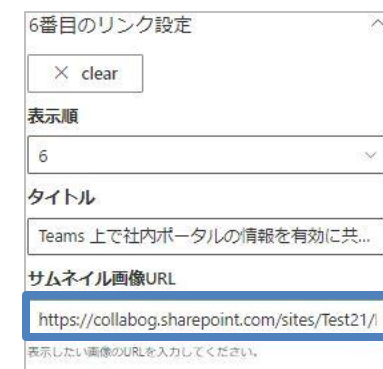 6番目のリンク設定
clear
表示順
6
タイトル
Teams 上で社内ポータルの情報を有効に共...
サムネイル画像URL
https://collabog.sharepoint.com/sites/Test21/
表示したい画像のURLを入力してください。